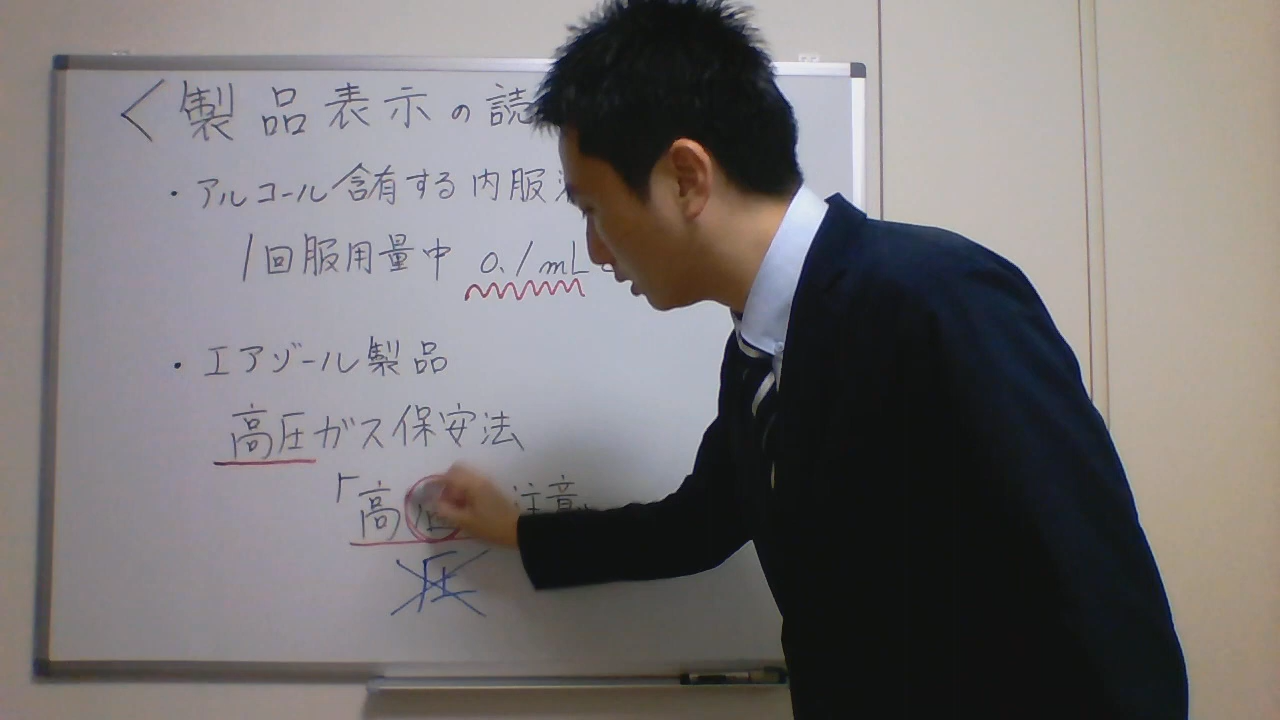 <製品表示の読
・アルコール含有する内服
1回服用量中 0.1mL
・エアゾール製品
高圧ガス保安法
「高 注意
圧